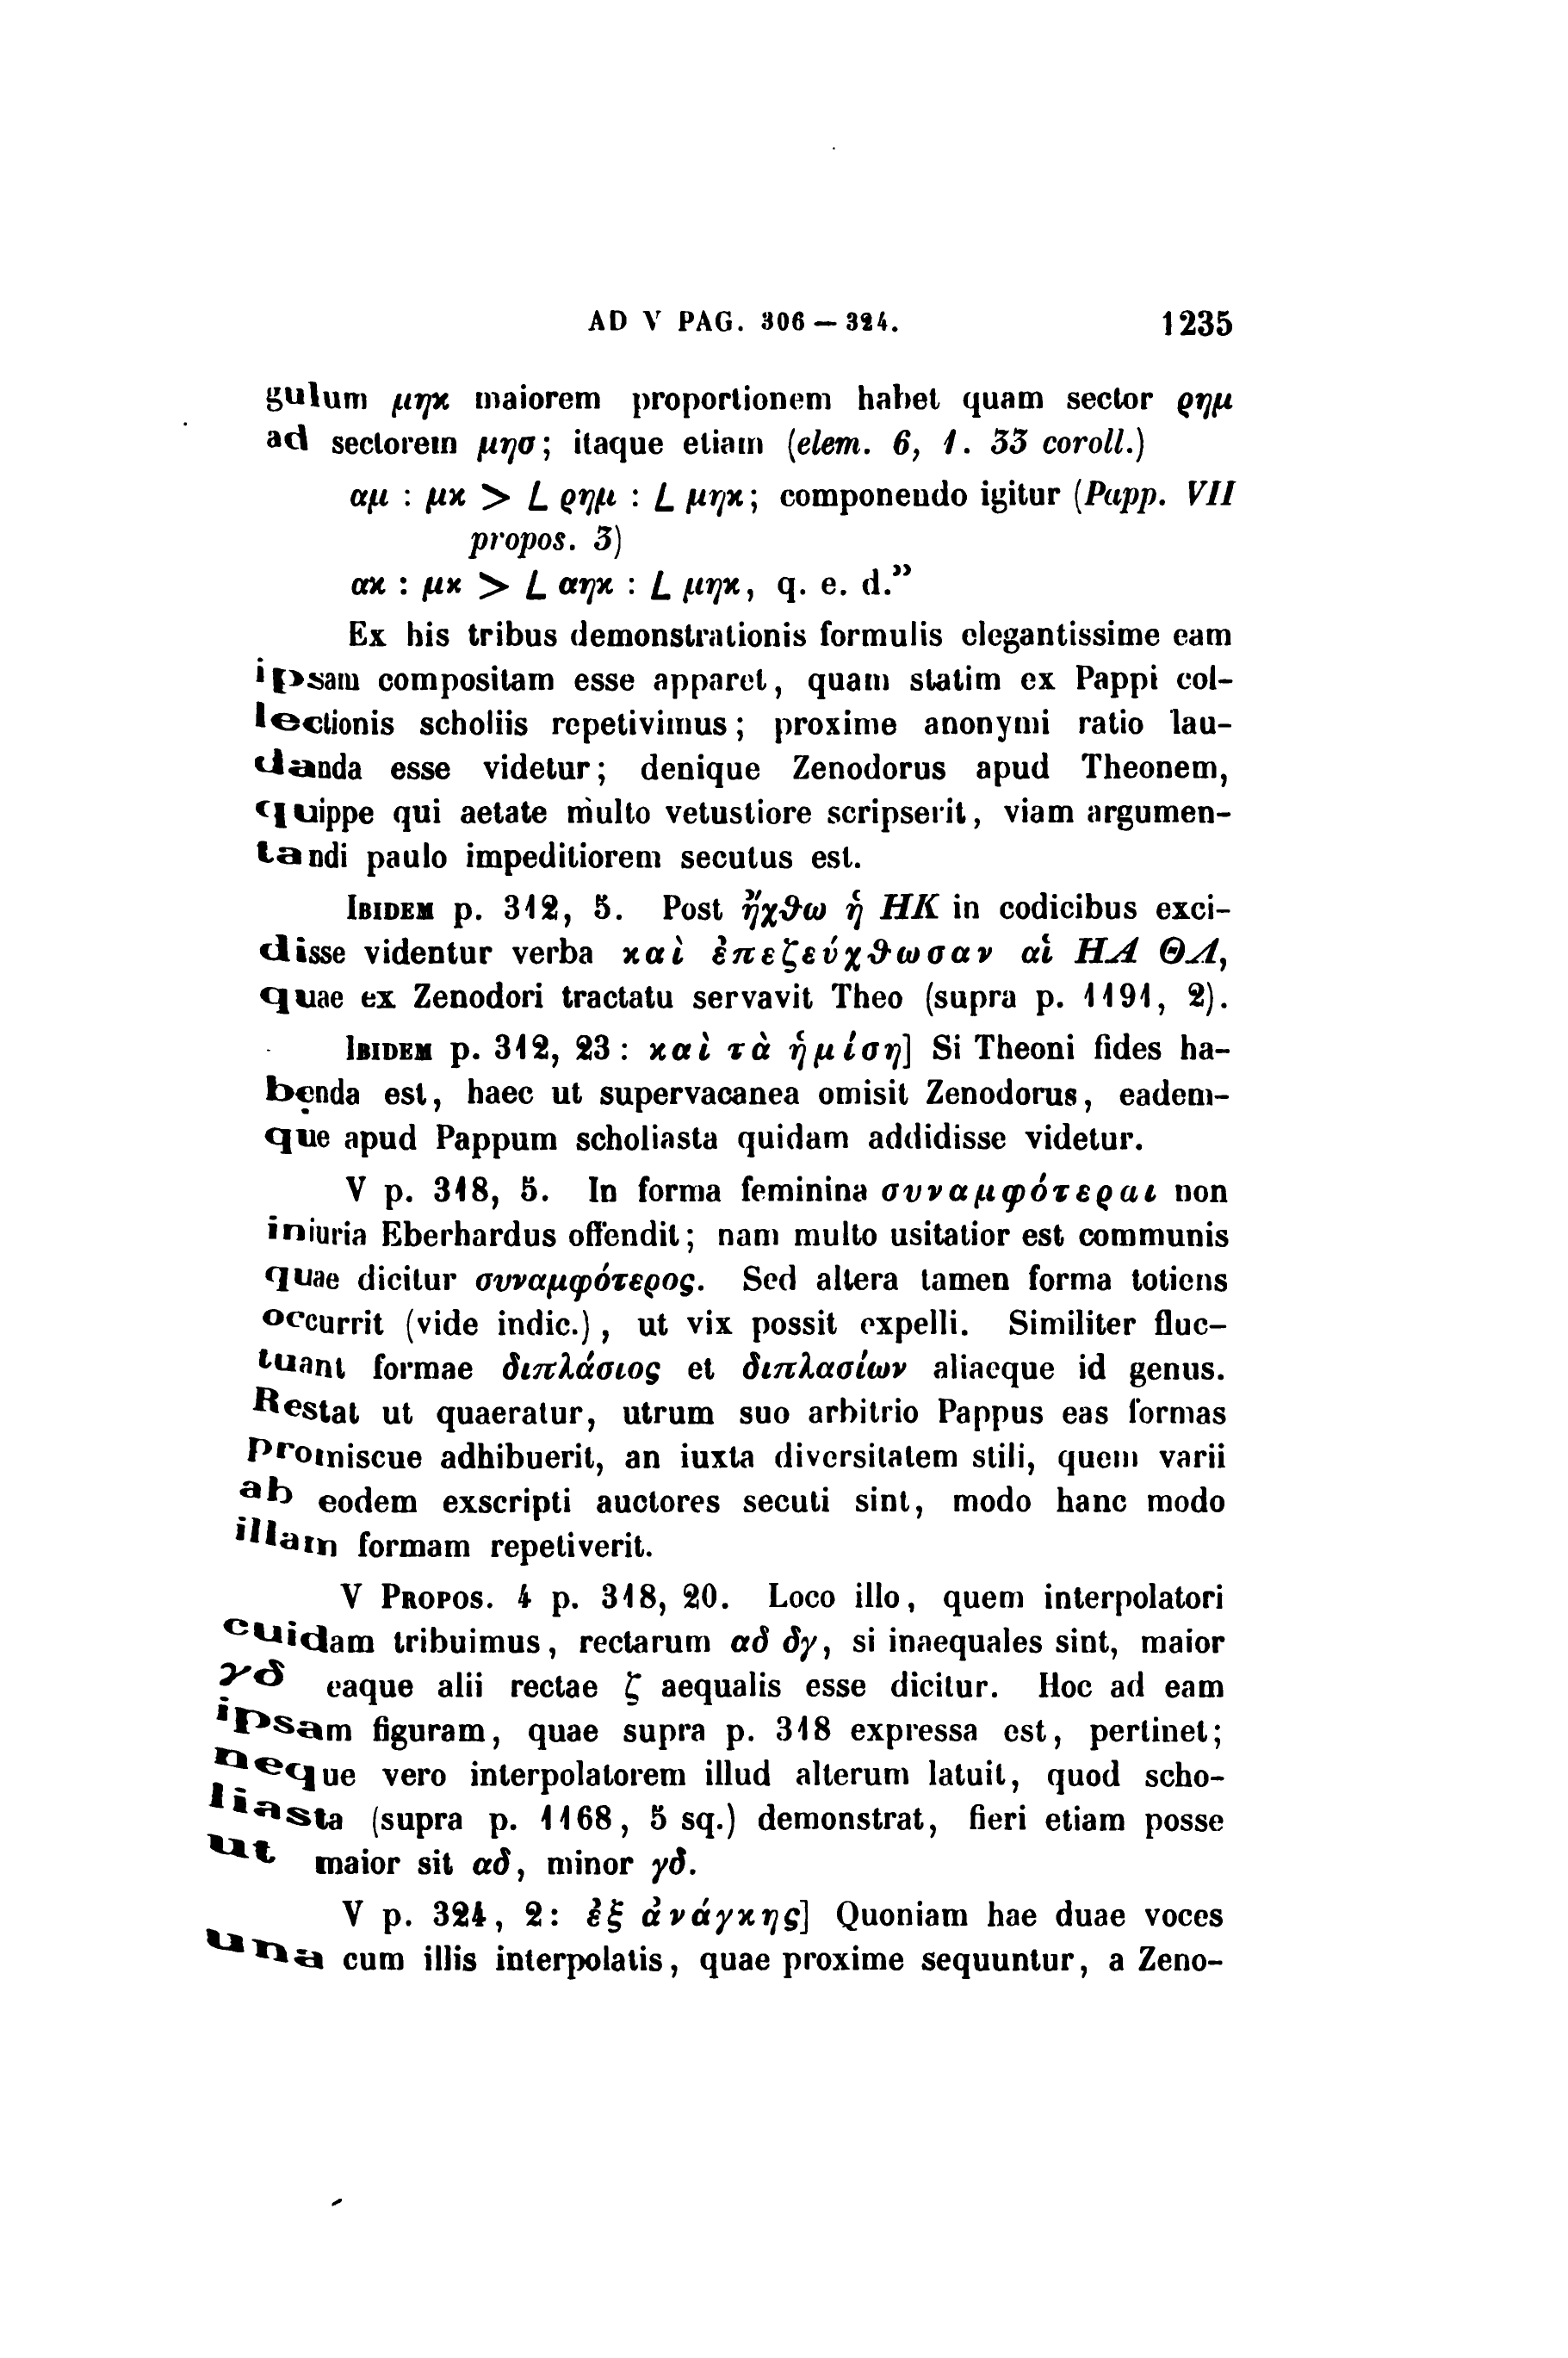 AD V PAG. 306 — 324. 1235
gulum μηκ maiorem proportionem habet quam sector ρημ
ad sectorem μησ; itaque etiam (elem. 6, 1. 33 coroll.)
αμ : μκ > L ρημ : L μηκ; componendo igitur (Papp. VII
propos. 3)
ακ : μκ > L αηκ : L μηκ, q. e. d.”
Ex his tribus demonstrationis formulis elegantissime eam
ipsam compositam esse apparet, quam statim ex Pappi col-
lectionis scholiis repetivimus; proxime anonymi ratio lau-
danda esse videtur; denique Zenodorus apud Theonem,
quippe qui aetate multo vetustiore scripserit, viam argumen-
tandi paulo impeditiorem secutus est.
IBIDEM p. 312, 5. Post ἤχθω ἡ HK in codicibus exci-
disse videntur verba καὶ ἐπεζεύχθωσαν αἱ ΗΛ ΘΛ,
quae ex Zenodori tractatu servavit Theo (supra p. 1191, 2).
IBIDEM p. 312, 23: καὶ τὰ ἡμίση] Si Theoni fides ha-
benda est, haec ut supervacanea omisit Zenodorus, eadem-
que apud Pappum scholiasta quidam addidisse videtur.
V p. 318, 5. In forma feminina συναμφότεραι non
iniuria Eberhardus offendit; nam multo usitatior est communis
quae dicitur συναμφότερος. Sed altera tamen forma totiens
occurrit (vide indic.), ut vix possit expelli. Similiter fluc-
tuant formae διπλάσιος et διπλασίων aliaeque id genus.
Restat ut quaeratur, utrum suo arbitrio Pappus eas formas
promiscue adhibuerit, an iuxta diversitatem stili, quem varii
ab eodem exscripti auctores secuti sint, modo hanc modo
illam formam repetiverit.
V PROPOS. 4 p. 318, 20. Loco illo, quem interpolatori
cuidam tribuimus, rectarum αδ δγ, si inaequales sint, maior
γδ eaque alii rectae ζ aequalis esse dicitur. Hoc ad eam
ipsam figuram, quae supra p. 318 expressa est, pertinet;
neque vero interpolatorem illud alterum latuit, quod scho-
liasta (supra p. 1168, 5 sq.) demonstrat, fieri etiam posse
ut maior sit αδ, minor γδ.
V p. 324, 2: ἐξ ἀνάγκης] Quoniam hae duae voces
una cum illis interpolatis, quae proxime sequuntur, a Zeno-